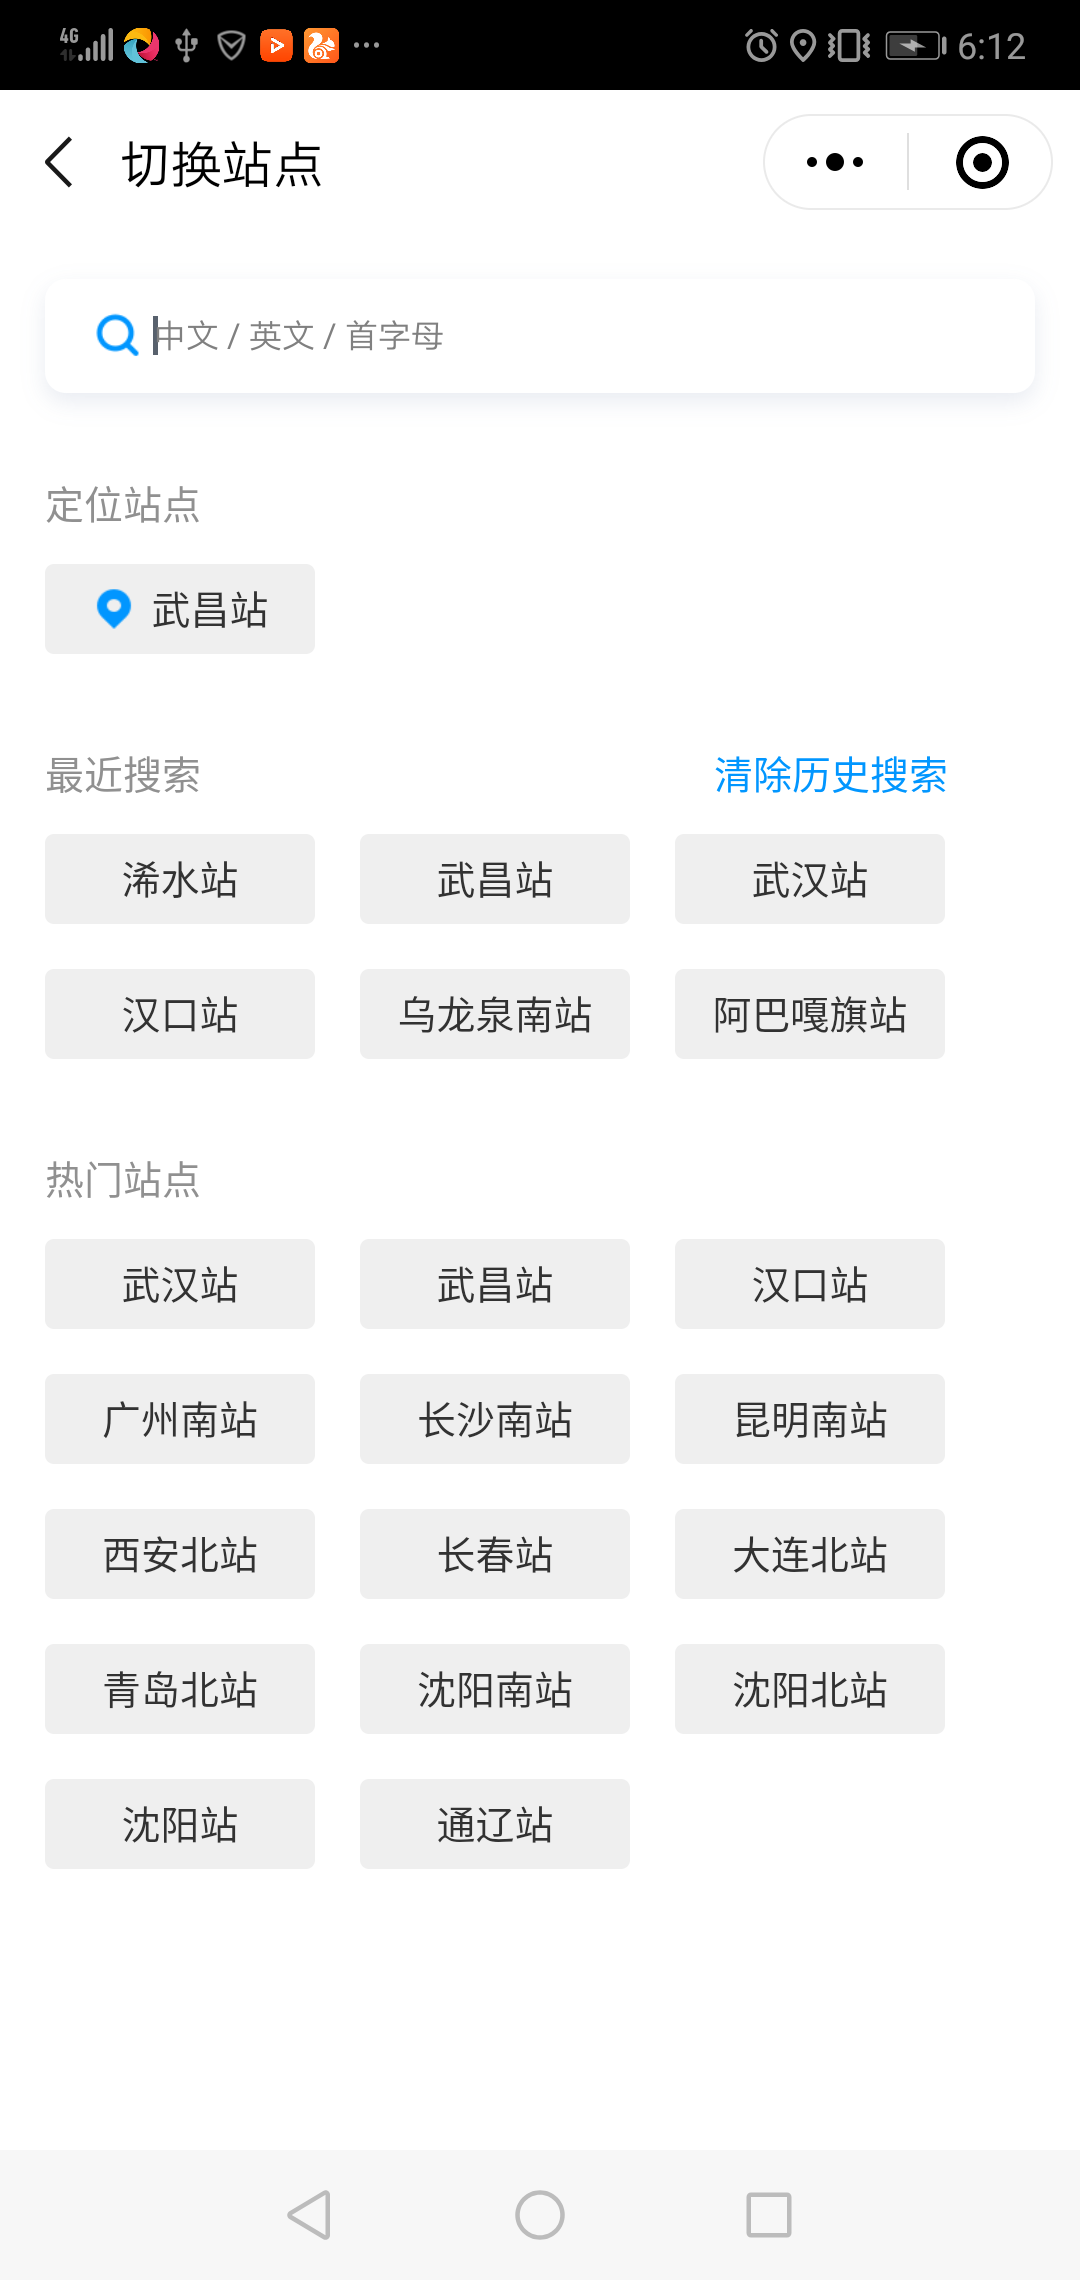 4G 6:12
切换站点
中文 / 英文 / 首字母
定位站点
武昌站
最近搜索 清除历史搜索
浠水站 武昌站 武汉站
汉口站 乌龙泉南站 阿巴嘎旗站
热门站点
武汉站 武昌站 汉口站
广州南站 长沙南站 昆明南站
西安北站 长春站 大连北站
青岛北站 沈阳南站 沈阳北站
沈阳站 通辽站